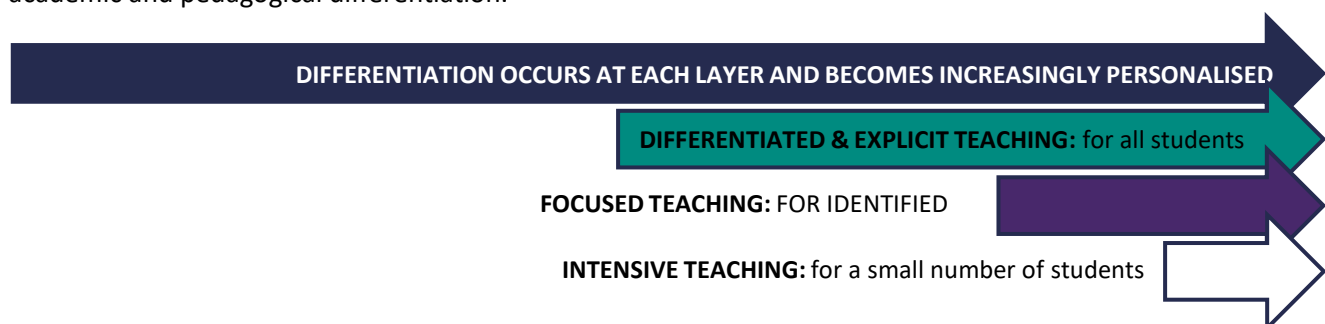 academic and pedagogical differentiation.
DIFFERENTIATION OCCURS AT EACH LAYER AND BECOMES INCREASINGLY PERSONALISED
DIFFERENTIATED & EXPLICIT TEACHING: for all students
FOCUSED TEACHING: FOR IDENTIFIED
INTENSIVE TEACHING: for a small number of students